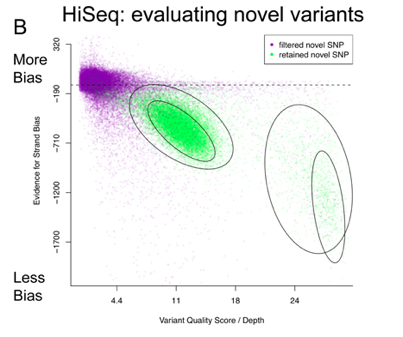 HiSeq: evaluating novel variants
B
filtered novel SNP
retained novel SNP
More
Bias
Less
Bias
Evidence for Strand Bias
320
−190
−710
−1200
−1700
4.4
11
18
24
Variant Quality Score / Depth